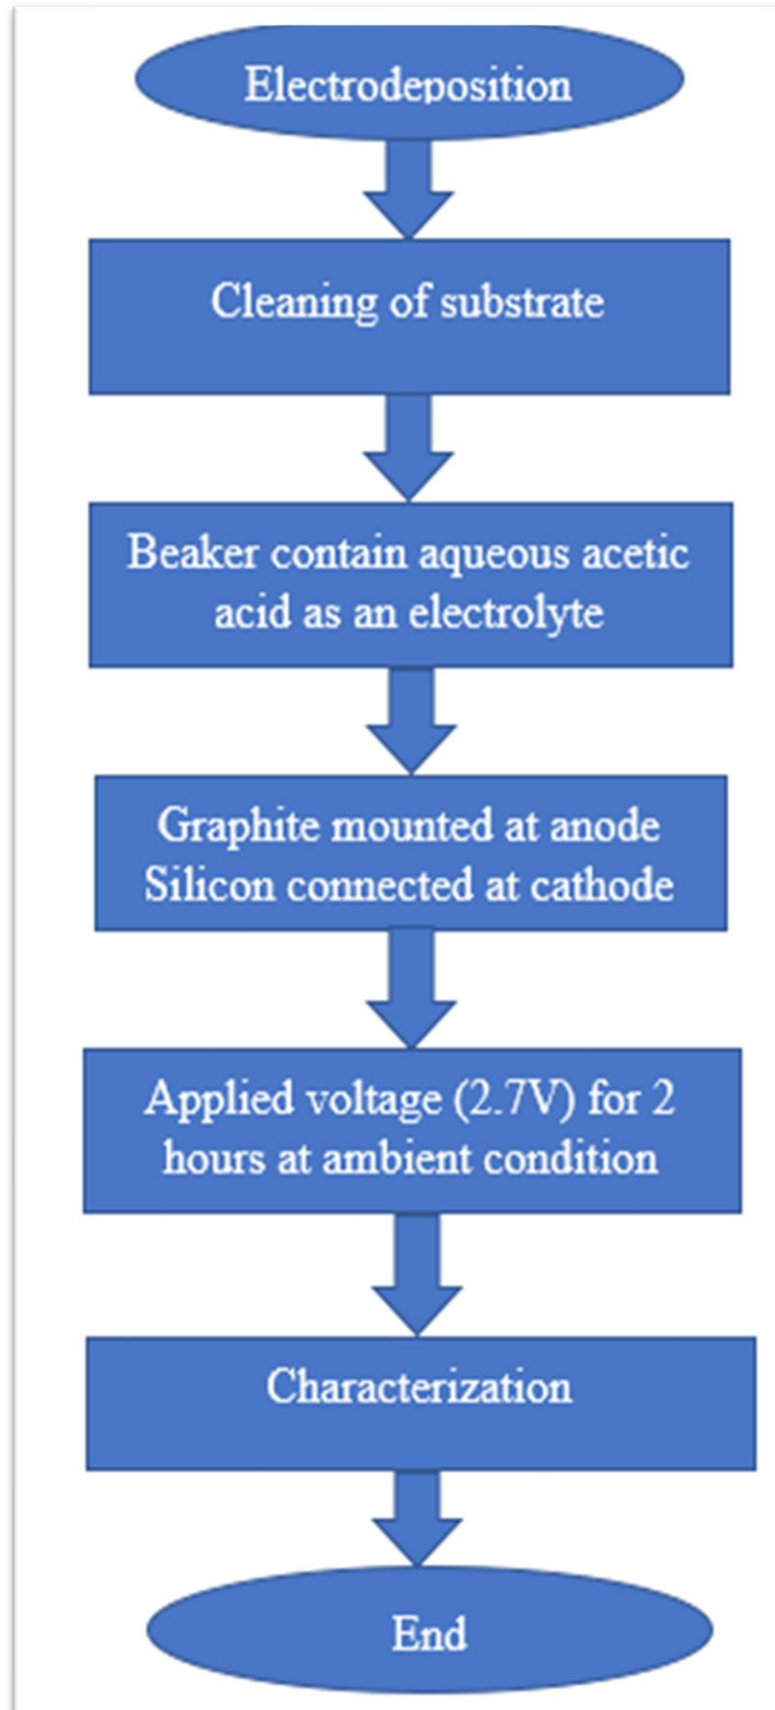 Electrodeposition
Cleaning of substrate
Beaker contain aqueous acetic
acid as an electrolyte
Graphite mounted at anode
Silicon connected at cathode
Applied voltage (2.7V) for 2
hours at ambient condition
Characterization
End